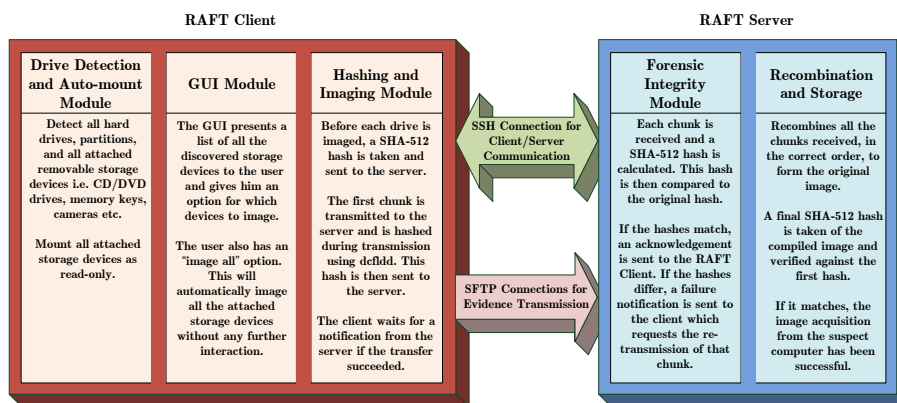 RAFT Client
RAFT Server
Drive Detection
and Auto-mount
Module
Detect all hard
drives, partitions,
and all attached
removable storage
devices i.e. CD/DVD
drives, memory keys,
cameras etc.
Mount all attached
storage devices as
read-only.
GUI Module
The GUI presents a
list of all the
discovered storage
devices to the user
and gives him an
option for which
devices to image.
The user also has an
"image all" option.
This will
automatically image
all the attached
storage devices
without any further
interaction.
Hashing and
Imaging Module
Before each drive is
imaged, a SHA-512
hash is taken and
sent to the server.
The first chunk is
transmitted to the
server and is hashed
during transmission
using dcfldd. This
hash is then sent to
the server.
The client waits for a
notification from the
server if the transfer
succeeded.
SSH Connection for
Client/Server
Communication
SFTP Connections for
Evidence Transmission
Forensic
Integrity
Module
Each chunk is
received and a
SHA-512 hash is
calculated. This hash
is then compared to
the original hash.
If the hashes match,
an acknowledgement
is sent to the RAFT
Client. If the hashes
differ, a failure
notification is sent to
the client which
requests the re-
transmission of that
chunk.
Recombination
and Storage
Recombines all the
chunks received, in
the correct order, to
form the original
image.
A final SHA-512 hash
is taken of the
compiled image and
verified against the
first hash.
If it matches, the
image acquisition
from the suspect
computer has been
successful.